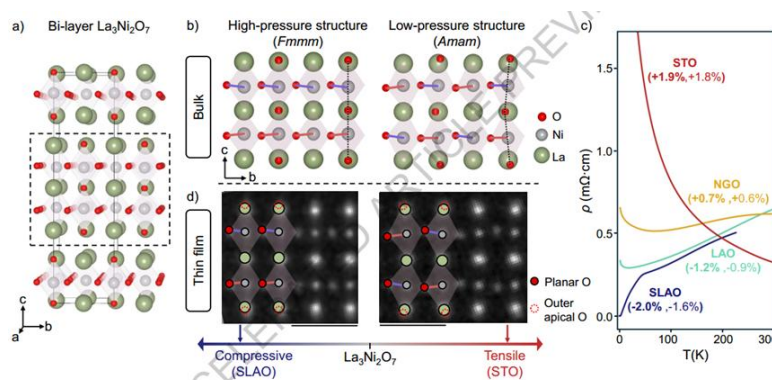 a)
Bi-layer La₃Ni₂O₇
c
a
b
b)
High-pressure structure
(Fmmm)
Low-pressure structure
(Amam)
Bulk
c
b
O
Ni
La
d)
Thin film
Planar O
Outer
apical O
Compressive
(SLAO)
La₃Ni₂O₇
Tensile
(STO)
c)
ρ (mΩ·cm)
1.5
1.0
0.5
0.0
STO
(+1.9%,+1.8%)
NGO
(+0.7% ,+0.6%)
LAO
(-1.2% ,-0.9%)
SLAO
(-2.0% ,-1.6%)
0
100
200
T(K)
ARTICLE PREVIEW